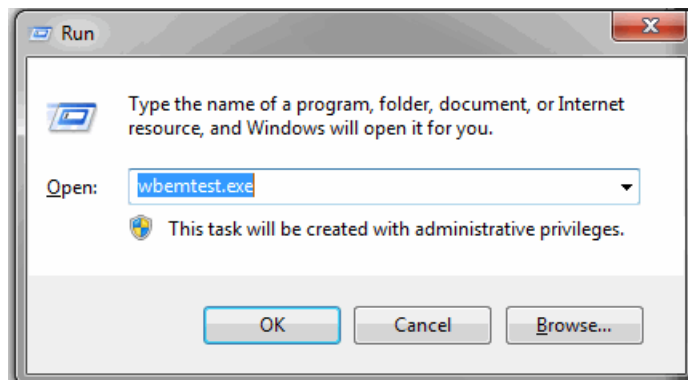 Run
Type the name of a program, folder, document, or Internet
resource, and Windows will open it for you.
Open: wbemtest.exe
This task will be created with administrative privileges.
OK Cancel Browse...